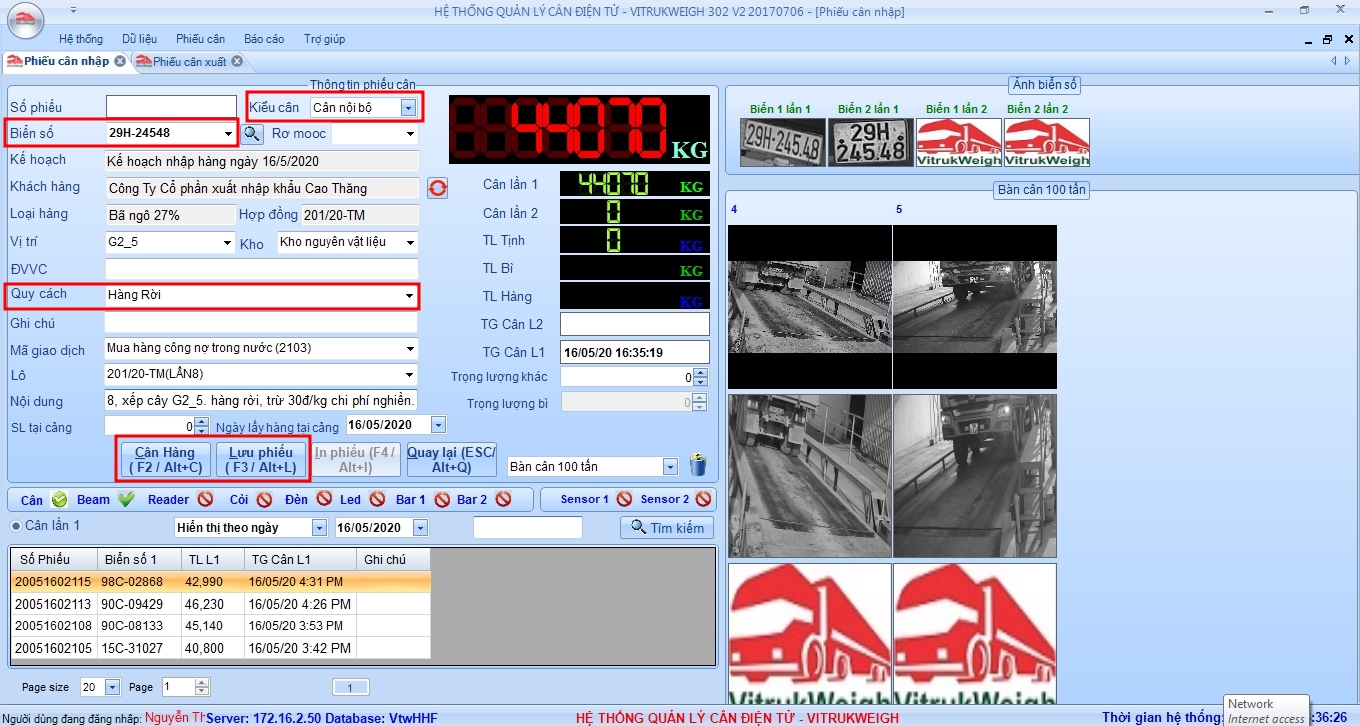 HỆ THỐNG QUẢN LÝ CÂN ĐIỆN TỬ - VITRUKWEIGH 302 V2 20170706 - [Phiếu cân nhập]
Hệ thống Dữ liệu Phiếu cân Báo cáo Trợ giúp
Phiếu cân nhập Phiếu cân xuất
Thông tin phiếu cân
Số phiếu Kiểu cân Cân nội bộ
Biển số 29H-24548 Rơ mooc
Kế hoạch Kế hoạch nhập hàng ngày 16/5/2020
Khách hàng Công Ty Cổ phần xuất nhập khẩu Cao Thăng
Loại hàng Bã ngô 27% Hợp đồng 201/20-TM
Vị trí G2_5 Kho Kho nguyên vật liệu
ĐVVC
Quy cách Hàng Rời
Ghi chú
Mã giao dịch Mua hàng công nợ trong nước (2103)
Lô 201/20-TM(LẦN8)
Nội dung 8, xếp cây G2_5. hàng rời, trừ 30đ/kg chi phí nghiền.
SL tại cảng 0 Ngày lấy hàng tại cảng 16/05/2020
Cân Hàng ( F2 / Alt+C)
Lưu phiếu ( F3 / Alt+L)
In phiếu (F4 / Alt+I)
Quay lại (ESC/ Alt+Q)
Bàn cân 100 tấn
44070 KG
Cân lần 1 44070 KG
Cân lần 2 0 KG
TL Tịnh 0 KG
TL Bì KG
TL Hàng KG
TG Cân L2
TG Cân L1 16/05/20 16:35:19
Trọng lượng khác 0
Trọng lượng bì 0
Cân Beam Reader Còi Đèn Led Bar 1 Bar 2 Sensor 1 Sensor 2
Cân lần 1 Hiển thị theo ngày 16/05/2020 Tìm kiếm
Số Phiếu Biển số 1 TL L1 TG Cân L1 Ghi chú
20051602115 98C-02868 42,990 16/05/20 4:31 PM
20051602113 90C-09429 46,230 16/05/20 4:26 PM
20051602108 90C-08133 45,140 16/05/20 3:53 PM
20051602105 15C-31027 40,800 16/05/20 3:42 PM
Page size 20 Page 1 1
Ảnh biển số
Biển 1 lần 1 Biển 2 lần 1 Biển 1 lần 2 Biển 2 lần 2
29H-245.48
29H
245.48
VitrukWeigh VitrukWeigh
Bàn cân 100 tấn
4 5
VitrukWeigh VitrukWeigh
Người dùng đang đăng nhập: Nguyễn Th Server: 172.16.2.50 Database: VtwHHF HỆ THỐNG QUẢN LÝ CÂN ĐIỆN TỬ - VITRUKWEIGH Thời gian hệ thống: :36:26
Network
Internet access